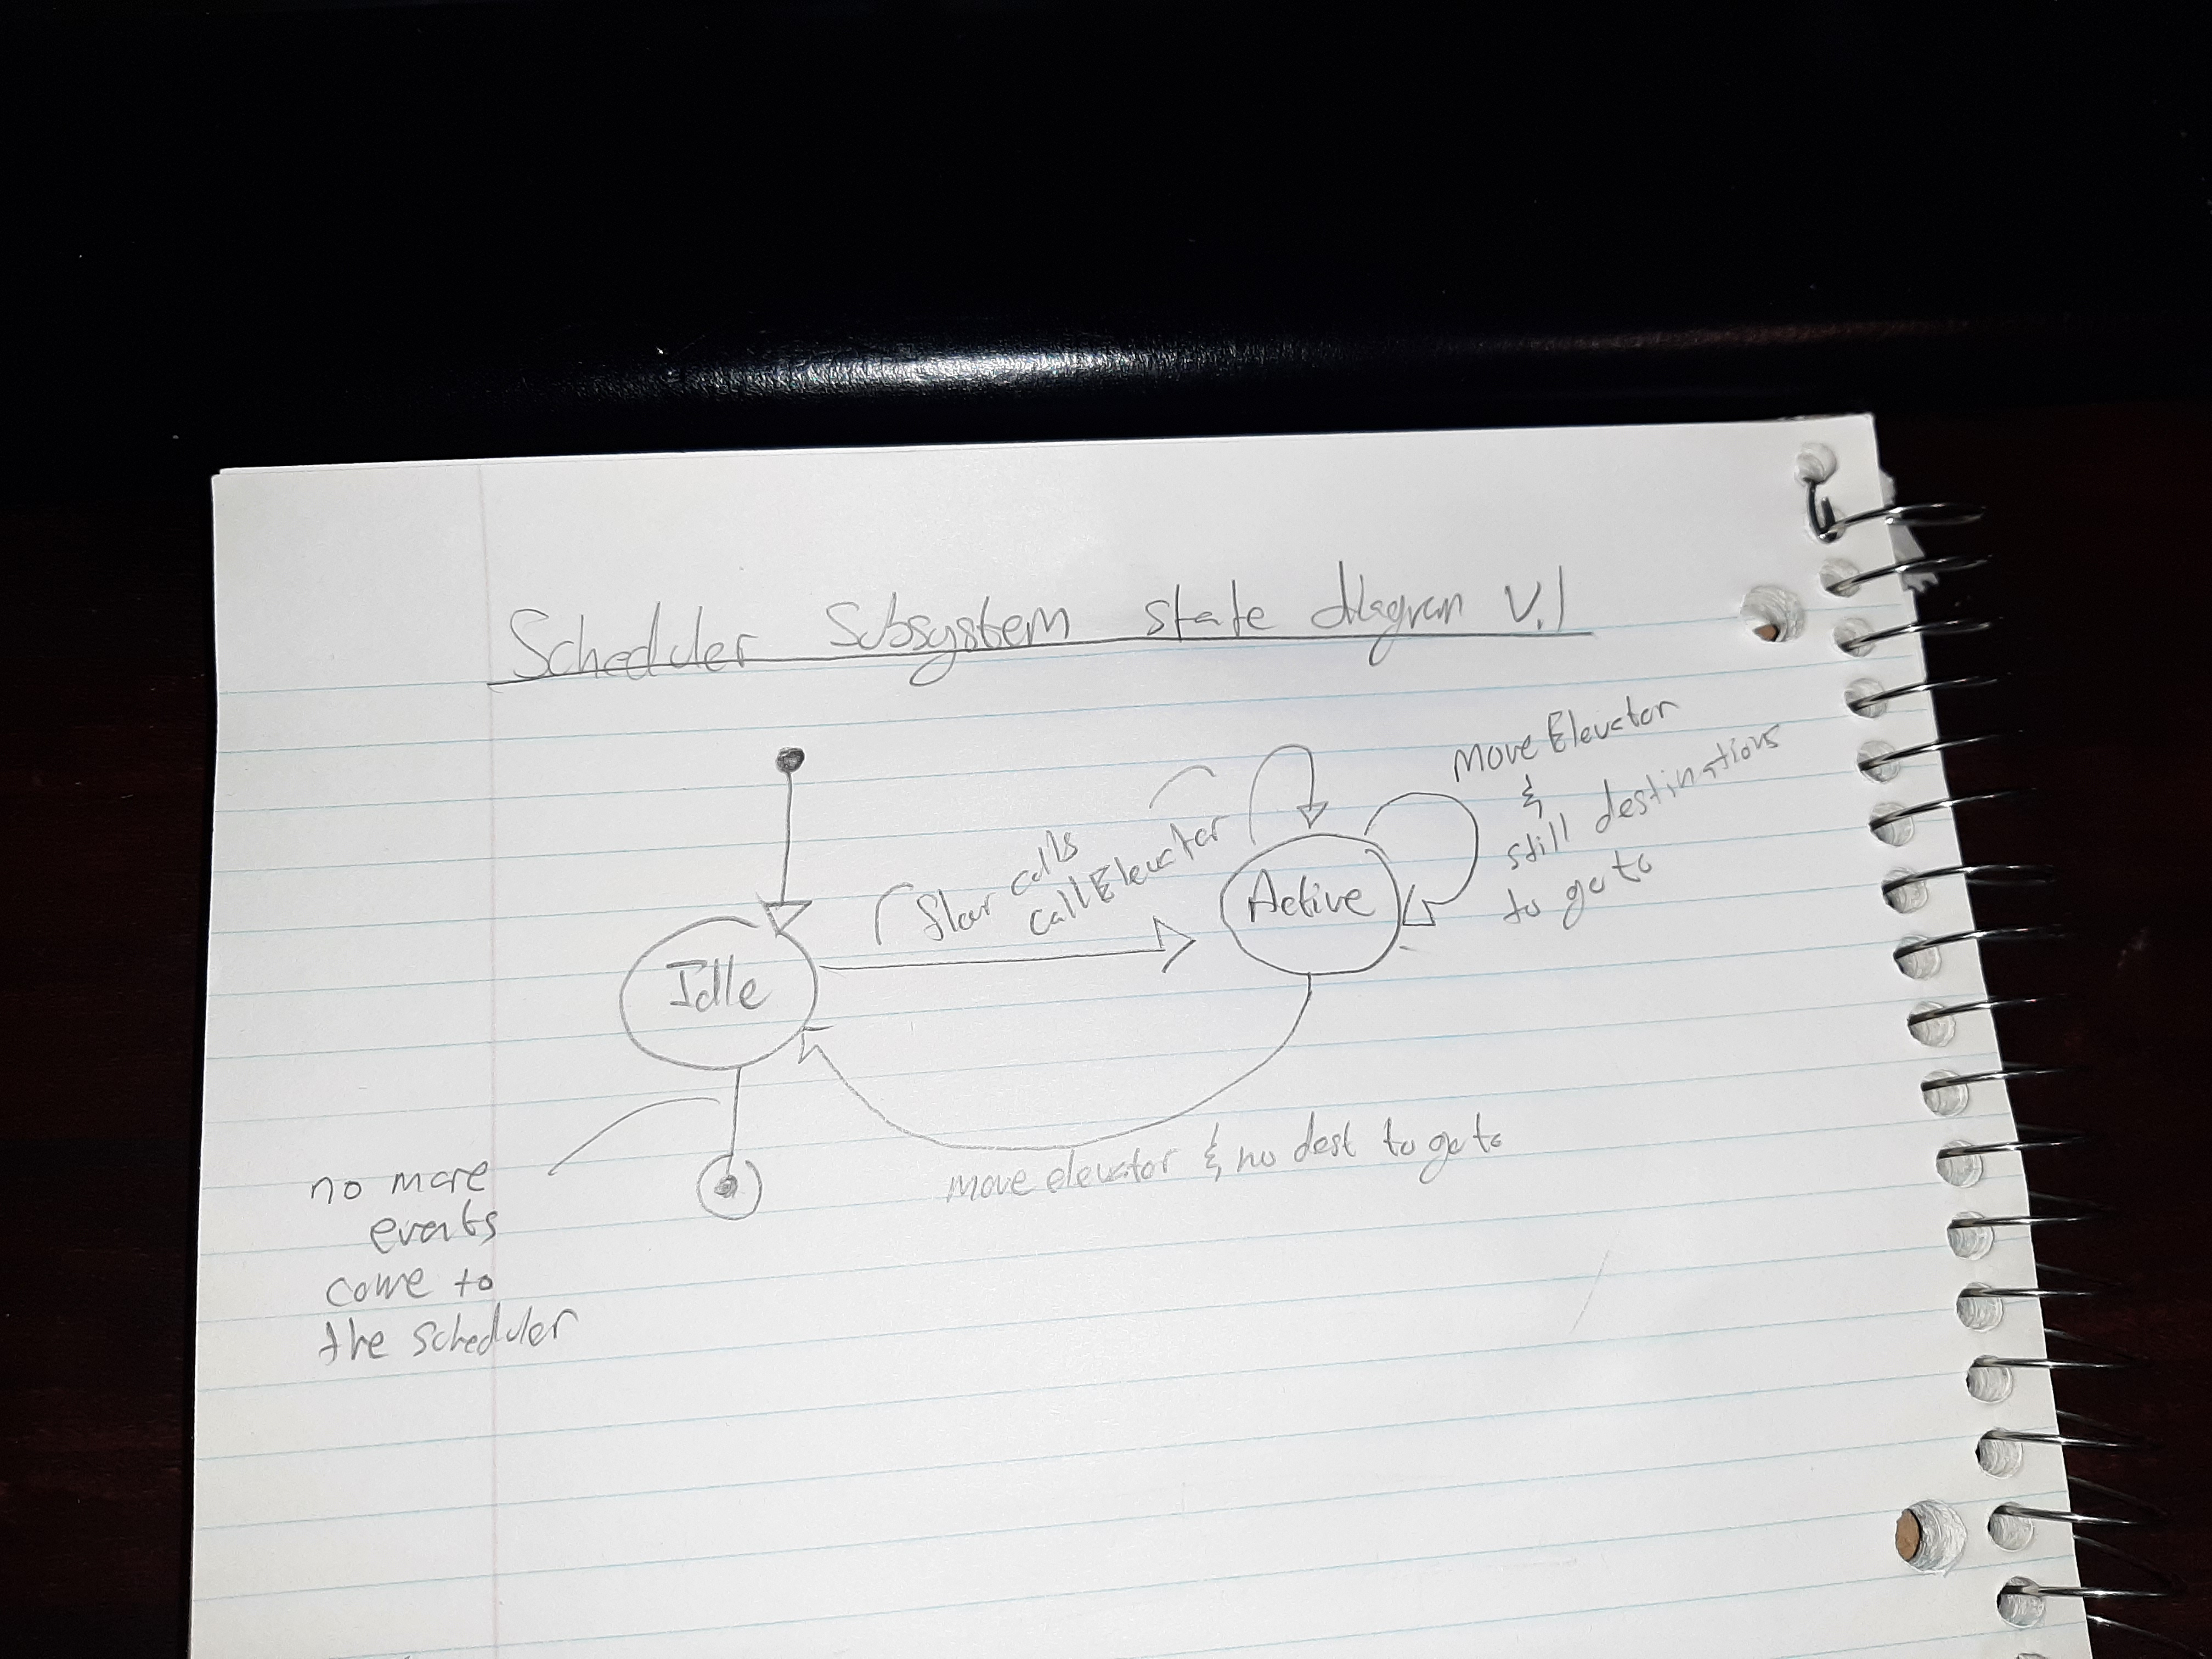 Scheduler Subsystem state diagram V.1
move Elevator
&
still destinations
to go to
floor calls
callElevator
Active
Idle
move elevator & no dest to go to
no more
events
come to
the scheduler